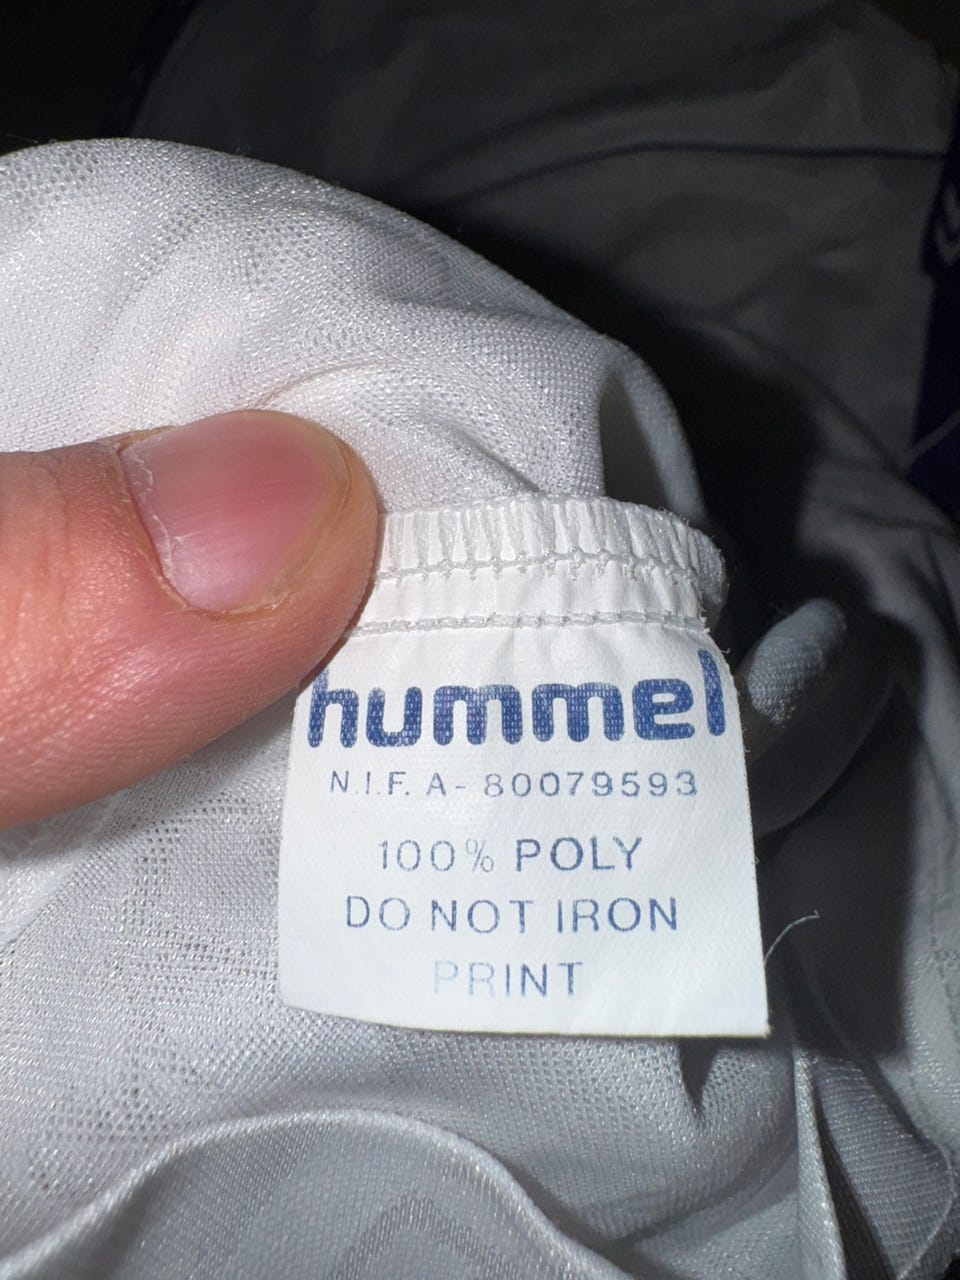 hummel
N.I.F. A- 80079593
100% POLY
DO NOT IRON
PRINT